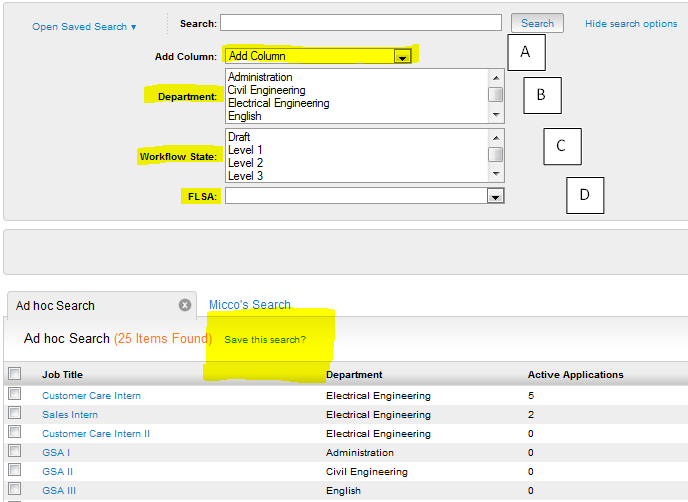 Open Saved Search ▾ Search: Search Hide search options
Add Column: Add Column A
Department: Administration B
Civil Engineering
Electrical Engineering
English
Workflow State: Draft C
Level 1
Level 2
Level 3
FLSA: D
Ad hoc Search x Micco's Search
Ad hoc Search (25 Items Found) Save this search?
Job Title Department Active Applications
Customer Care Intern Electrical Engineering 5
Sales Intern Electrical Engineering 2
Customer Care Intern II Electrical Engineering 0
GSA I Administration 0
GSA II Civil Engineering 0
GSA III English 0